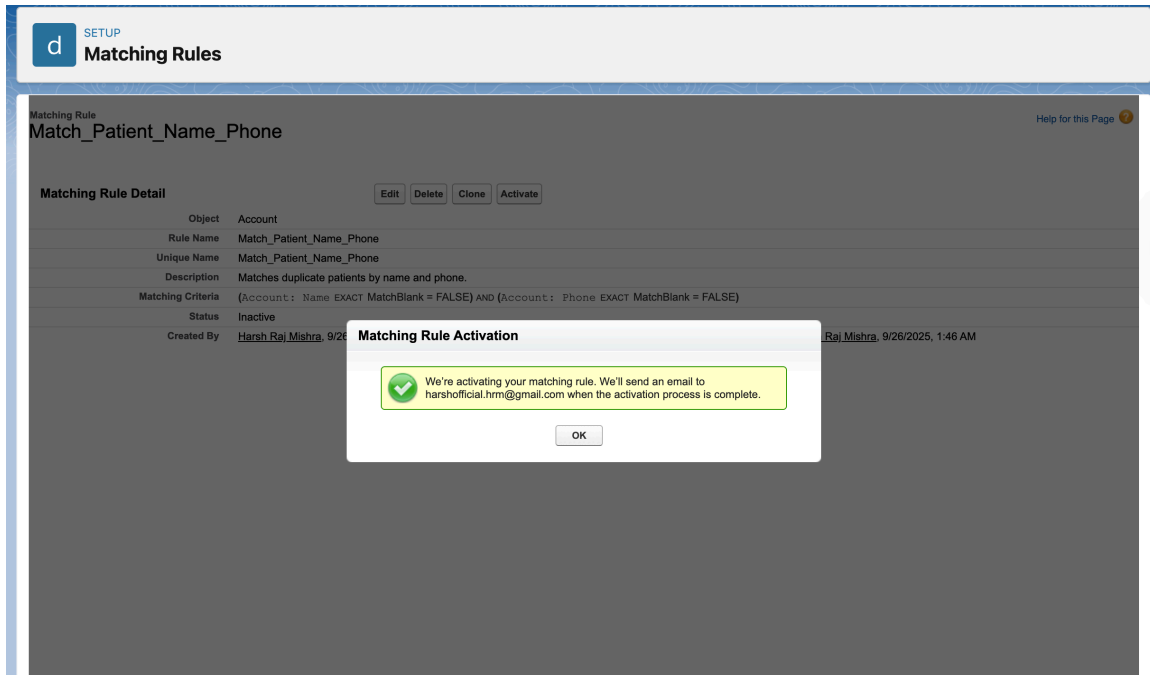 d
SETUP
Matching Rules
Matching Rule
Match_Patient_Name_Phone
Help for this Page ?
Matching Rule Detail
Edit Delete Clone Activate
Object Account
Rule Name Match_Patient_Name_Phone
Unique Name Match_Patient_Name_Phone
Description Matches duplicate patients by name and phone.
Matching Criteria (Account: Name EXACT MatchBlank = FALSE) AND (Account: Phone EXACT MatchBlank = FALSE)
Status Inactive
Created By Harsh Raj Mishra, 9/26
Raj Mishra, 9/26/2025, 1:46 AM
Matching Rule Activation
We're activating your matching rule. We'll send an email to
harshofficial.hrm@gmail.com when the activation process is complete.
OK